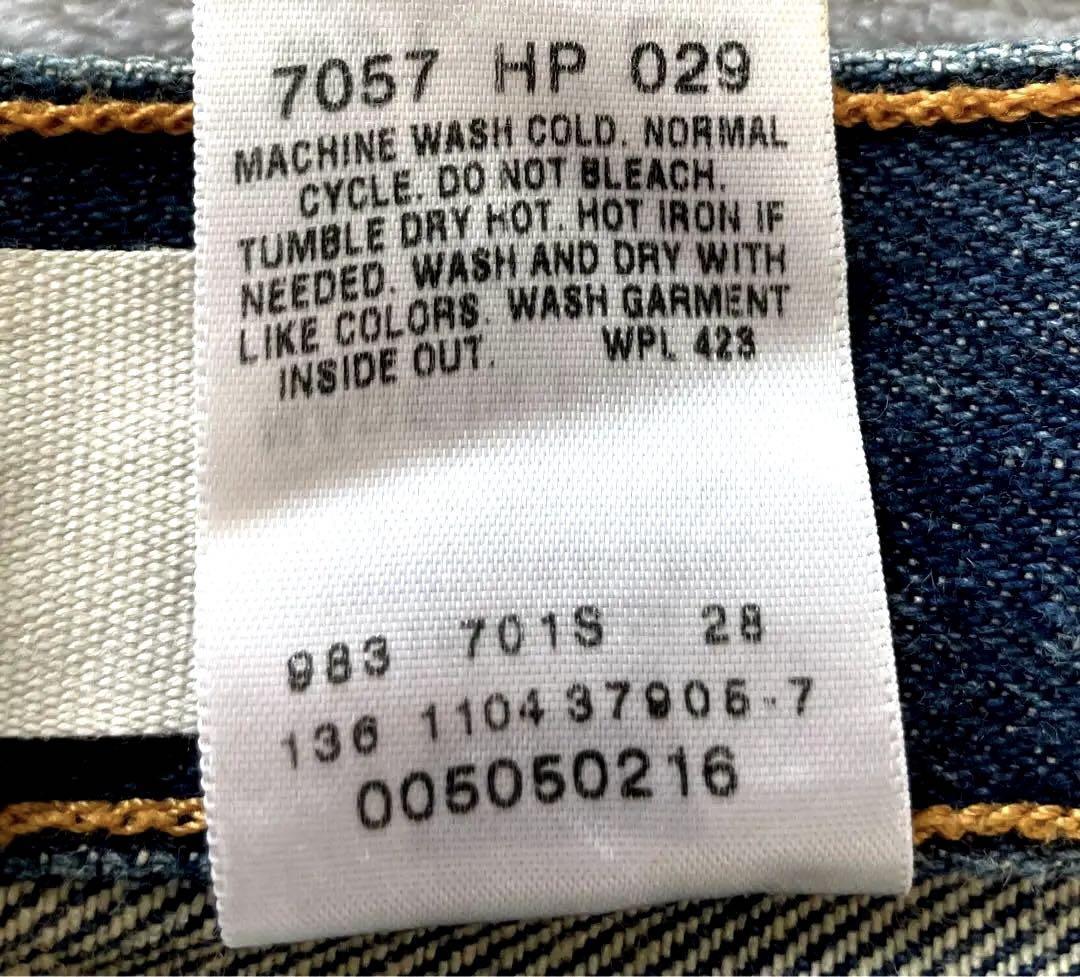 7057 HP 029
MACHINE WASH COLD. NORMAL
CYCLE. DO NOT BLEACH.
TUMBLE DRY HOT. HOT IRON IF
NEEDED. WASH AND DRY WITH
LIKE COLORS. WASH GARMENT
INSIDE OUT. WPL 423
983 701S 28
136 1104 37905-7
005050216